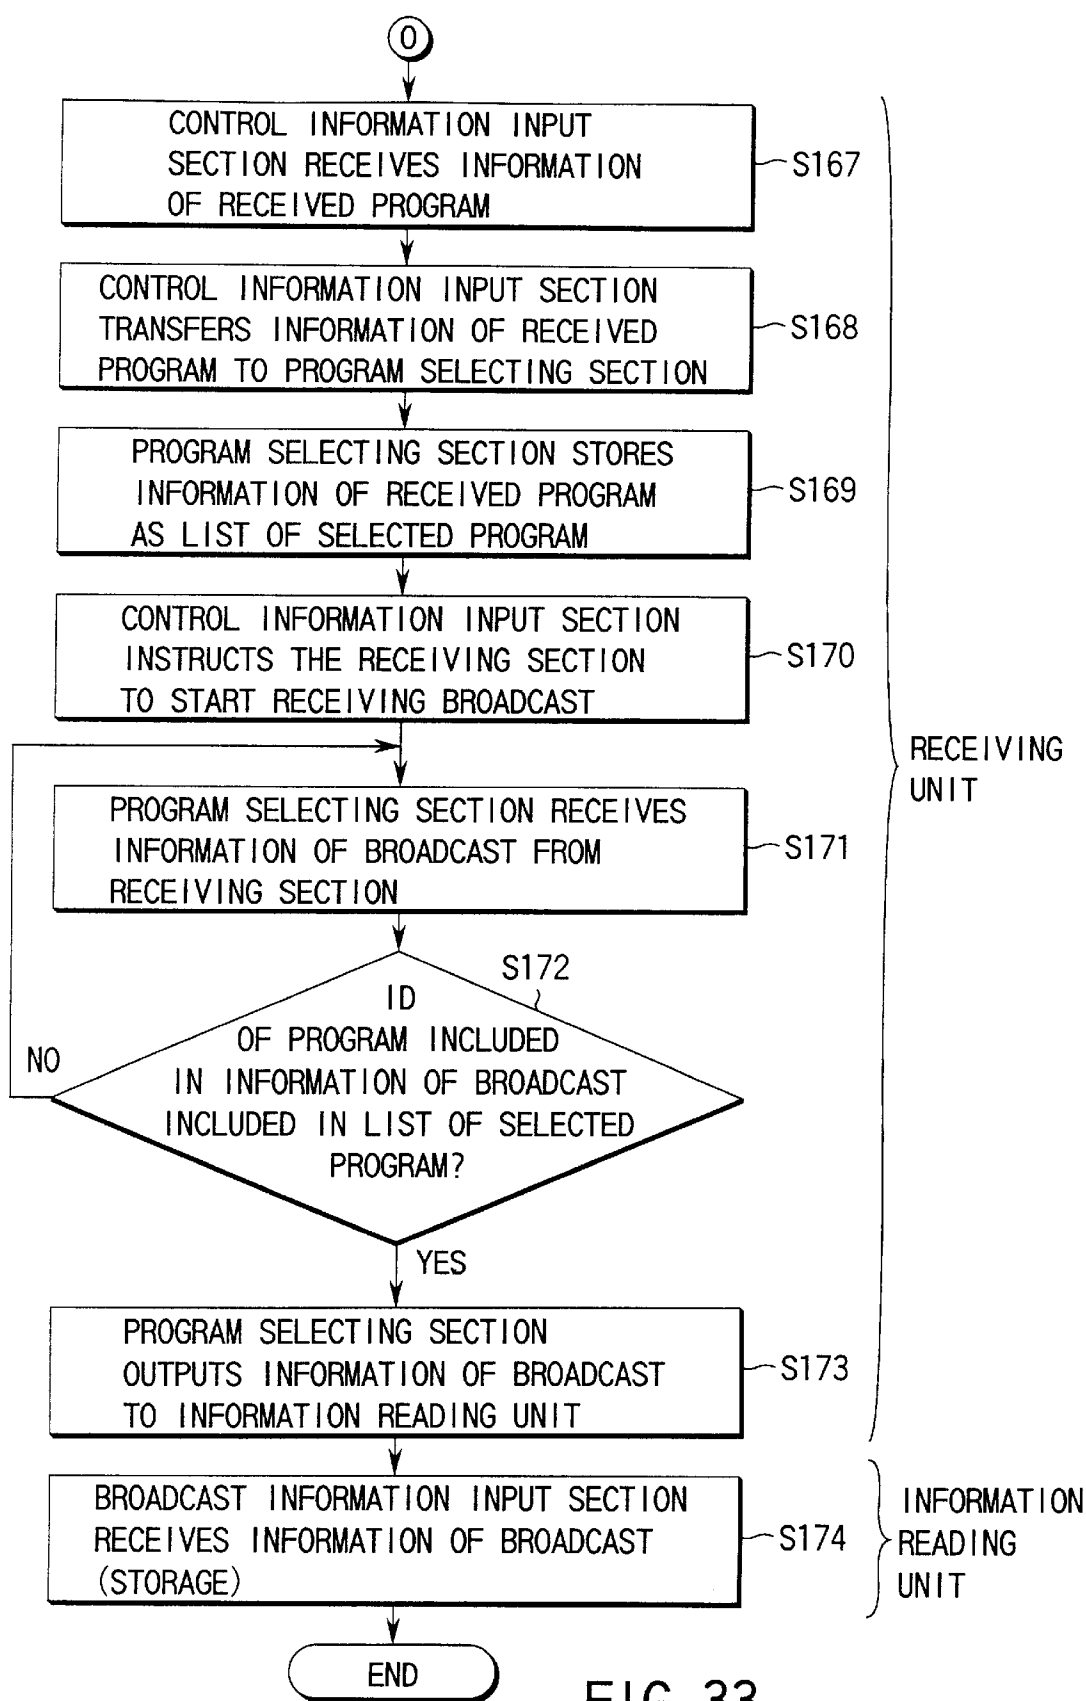 O
CONTROL INFORMATION INPUT
SECTION RECEIVES INFORMATION
OF RECEIVED PROGRAM
S167
CONTROL INFORMATION INPUT SECTION
TRANSFERS INFORMATION OF RECEIVED
PROGRAM TO PROGRAM SELECTING SECTION
S168
PROGRAM SELECTING SECTION STORES
INFORMATION OF RECEIVED PROGRAM
AS LIST OF SELECTED PROGRAM
S169
CONTROL INFORMATION INPUT SECTION
INSTRUCTS THE RECEIVING SECTION
TO START RECEIVING BROADCAST
S170
RECEIVING
UNIT
PROGRAM SELECTING SECTION RECEIVES
INFORMATION OF BROADCAST FROM
RECEIVING SECTION
S171
S172
ID
OF PROGRAM INCLUDED
IN INFORMATION OF BROADCAST
INCLUDED IN LIST OF SELECTED
PROGRAM?
NO
YES
PROGRAM SELECTING SECTION
OUTPUTS INFORMATION OF BROADCAST
TO INFORMATION READING UNIT
S173
BROADCAST INFORMATION INPUT SECTION
RECEIVES INFORMATION OF BROADCAST
(STORAGE)
S174
INFORMATION
READING
UNIT
END
FIG. 33